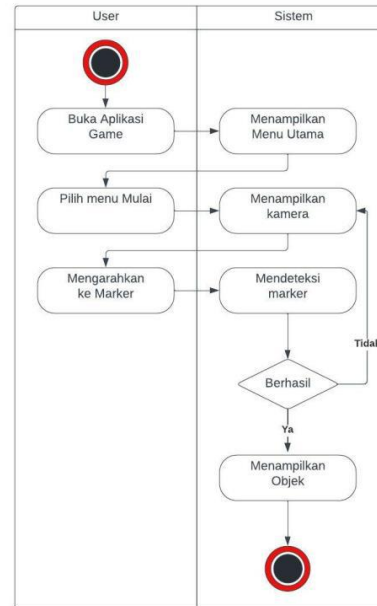 User
Sistem
Buka Aplikasi
Game
Menampilkan
Menu Utama
Pilih menu Mulai
Menampilkan
kamera
Mengarahkan
ke Marker
Mendeteksi
marker
Tidak
Berhasil
Ya
Menampilkan
Objek